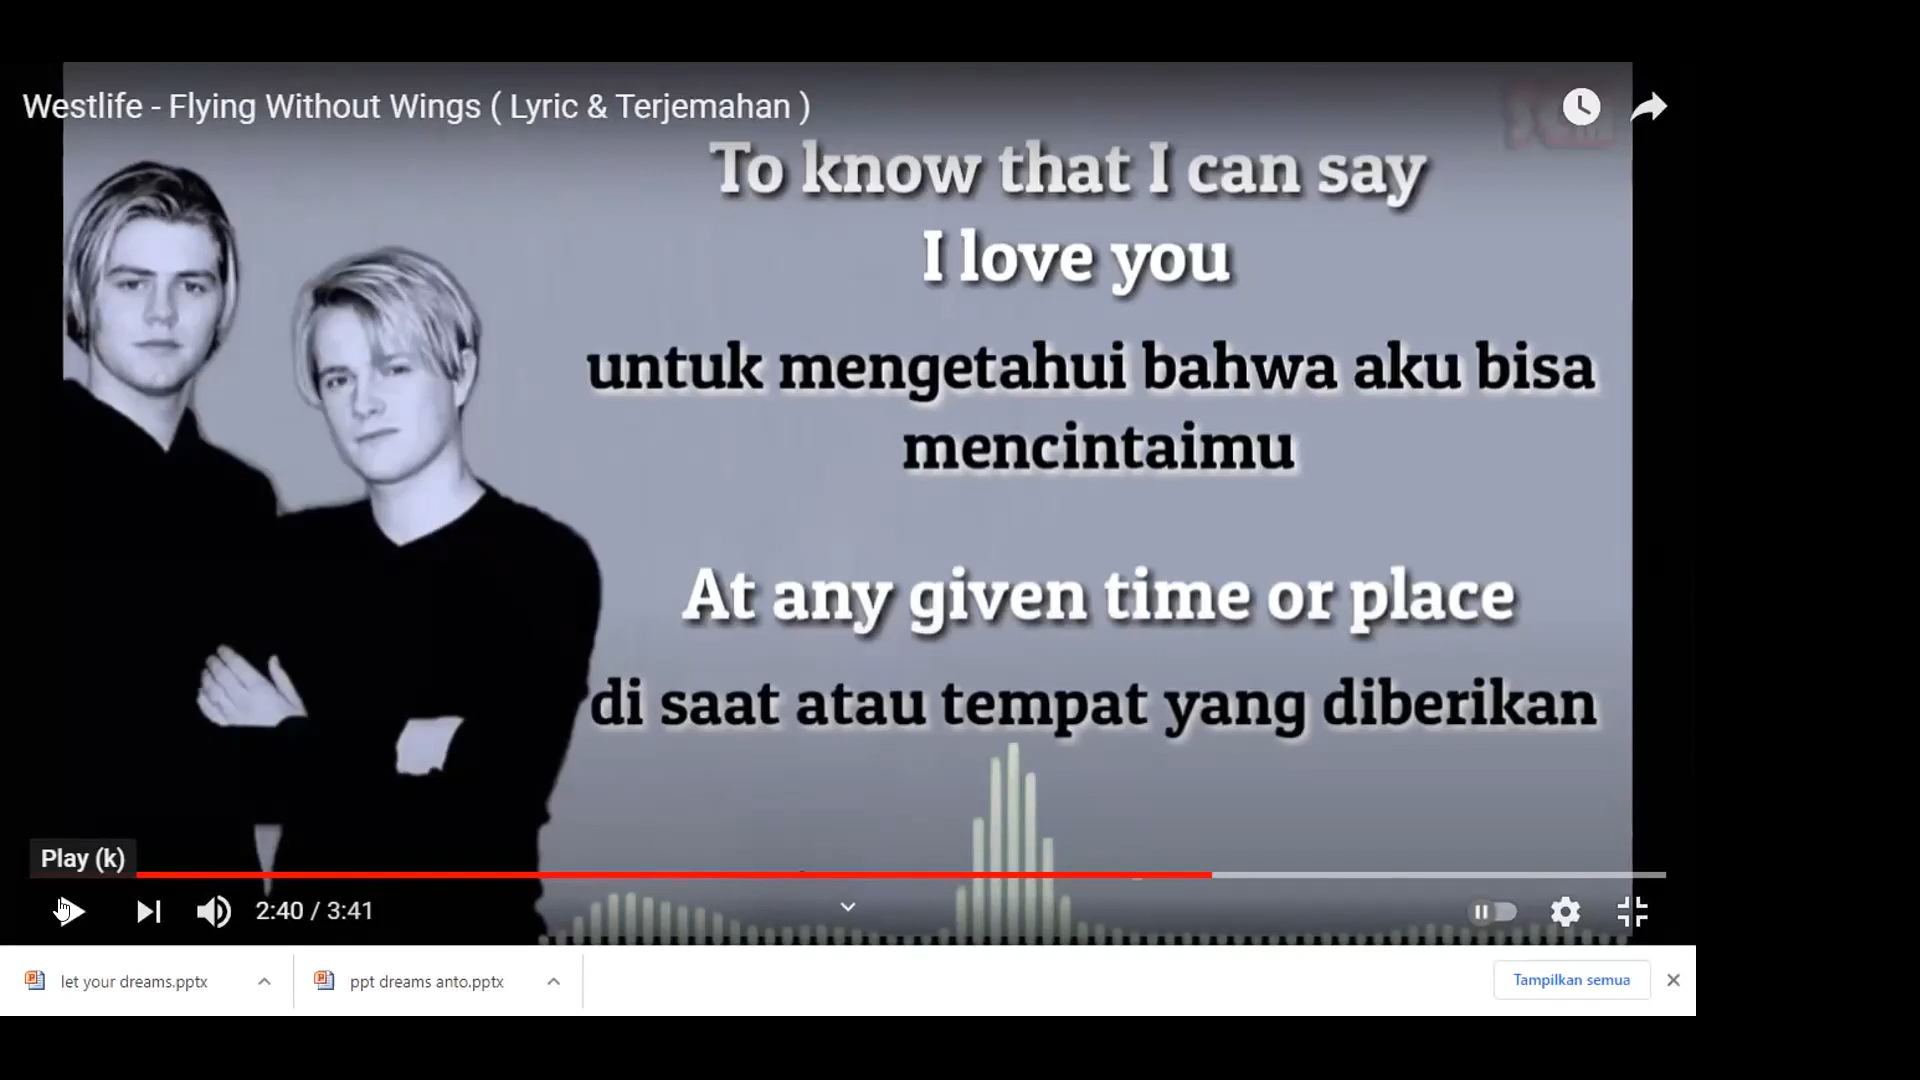 Westlife - Flying Without Wings ( Lyric & Terjemahan )
To know that I can say
I love you
untuk mengetahui bahwa aku bisa
mencintaimu
At any given time or place
di saat atau tempat yang diberikan
Play (k)
2:40 / 3:41
let your dreams.pptx
ppt dreams anto.pptx
Tampilkan semua